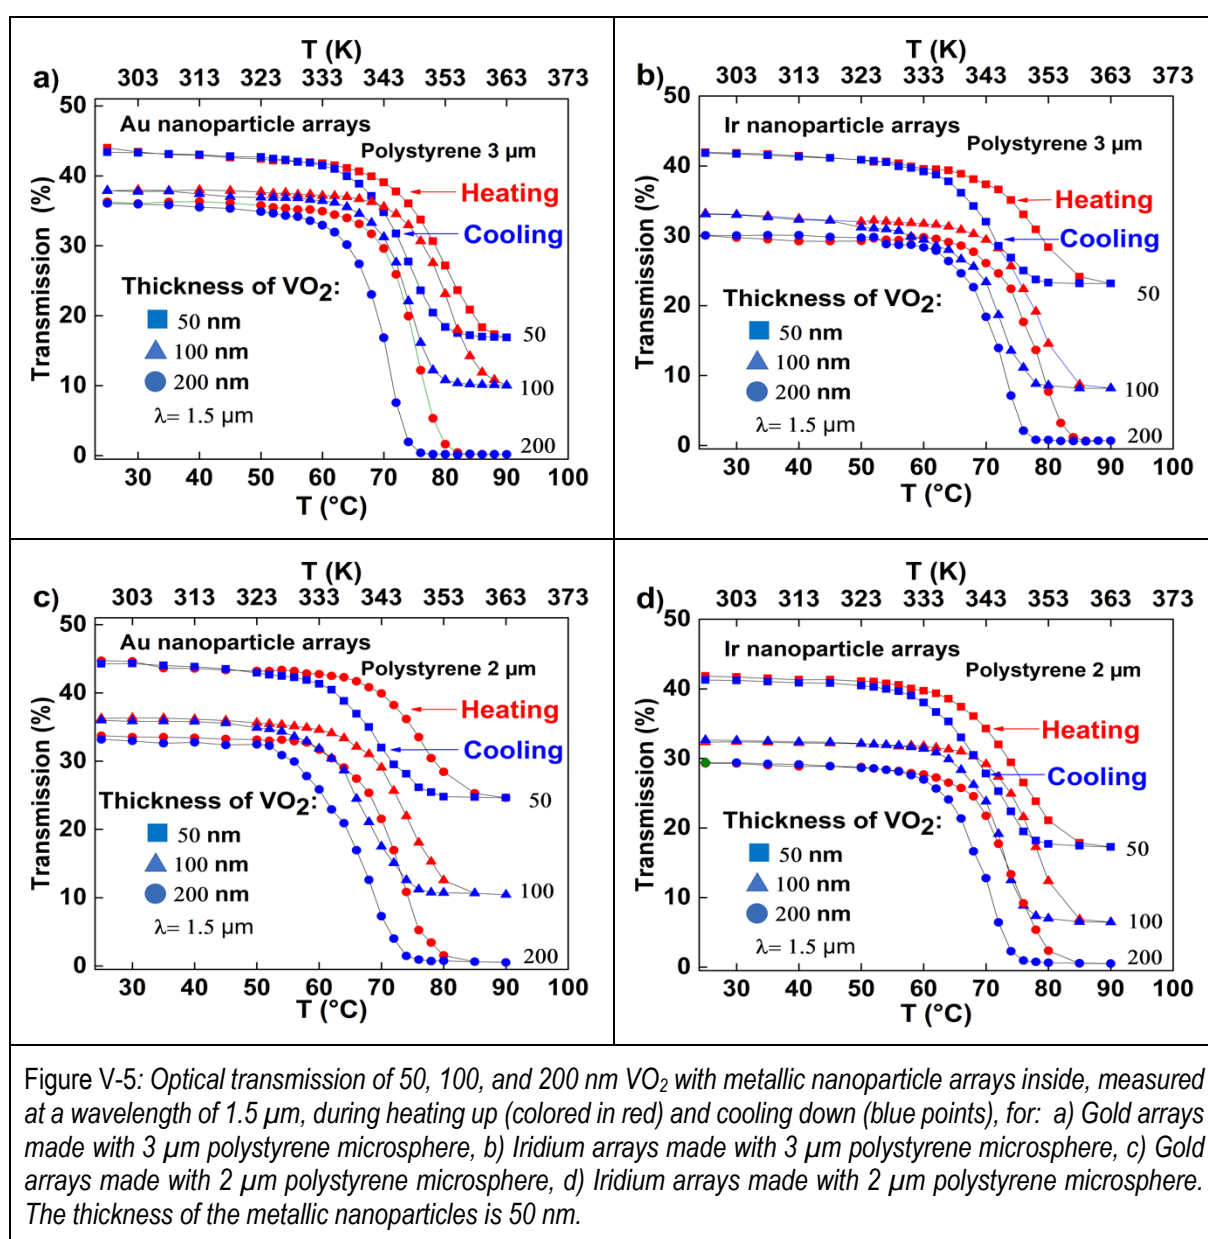 T (K)
a) 303 313 323 333 343 353 363 373
50
Au nanoparticle arrays
Polystyrene 3 µm
40
Heating
30
Cooling
Thickness of VO2:
20
50 nm
50
100 nm
10
100
200 nm
λ= 1.5 µm
0
200
Transmission (%)
30 40 50 60 70 80 90 100
T (°C)
T (K)
b) 303 313 323 333 343 353 363 373
50
Ir nanoparticle arrays
Polystyrene 3 µm
40
Heating
30
Cooling
Thickness of VO2:
50
20
50 nm
100 nm
10
100
200 nm
λ= 1.5 µm
0
200
Transmission (%)
30 40 50 60 70 80 90 100
T (°C)
T (K)
c) 303 313 323 333 343 353 363 373
50
Au nanoparticle arrays
Polystyrene 2 µm
40
Heating
30
Cooling
Thickness of VO2:
50
20
50 nm
100 nm
10
100
200 nm
λ= 1.5 µm
0
200
Transmission (%)
30 40 50 60 70 80 90 100
T (°C)
T (K)
d) 303 313 323 333 343 353 363 373
50
Ir nanoparticle arrays
Polystyrene 2 µm
40
Heating
30
Cooling
Thickness of VO2:
20
50 nm
50
100 nm
10
100
200 nm
λ= 1.5 µm
0
200
Transmission (%)
30 40 50 60 70 80 90 100
T (°C)
Figure V-5: Optical transmission of 50, 100, and 200 nm VO2 with metallic nanoparticle arrays inside, measured
at a wavelength of 1.5 µm, during heating up (colored in red) and cooling down (blue points), for: a) Gold arrays
made with 3 µm polystyrene microsphere, b) Iridium arrays made with 3 µm polystyrene microsphere, c) Gold
arrays made with 2 µm polystyrene microsphere, d) Iridium arrays made with 2 µm polystyrene microsphere.
The thickness of the metallic nanoparticles is 50 nm.